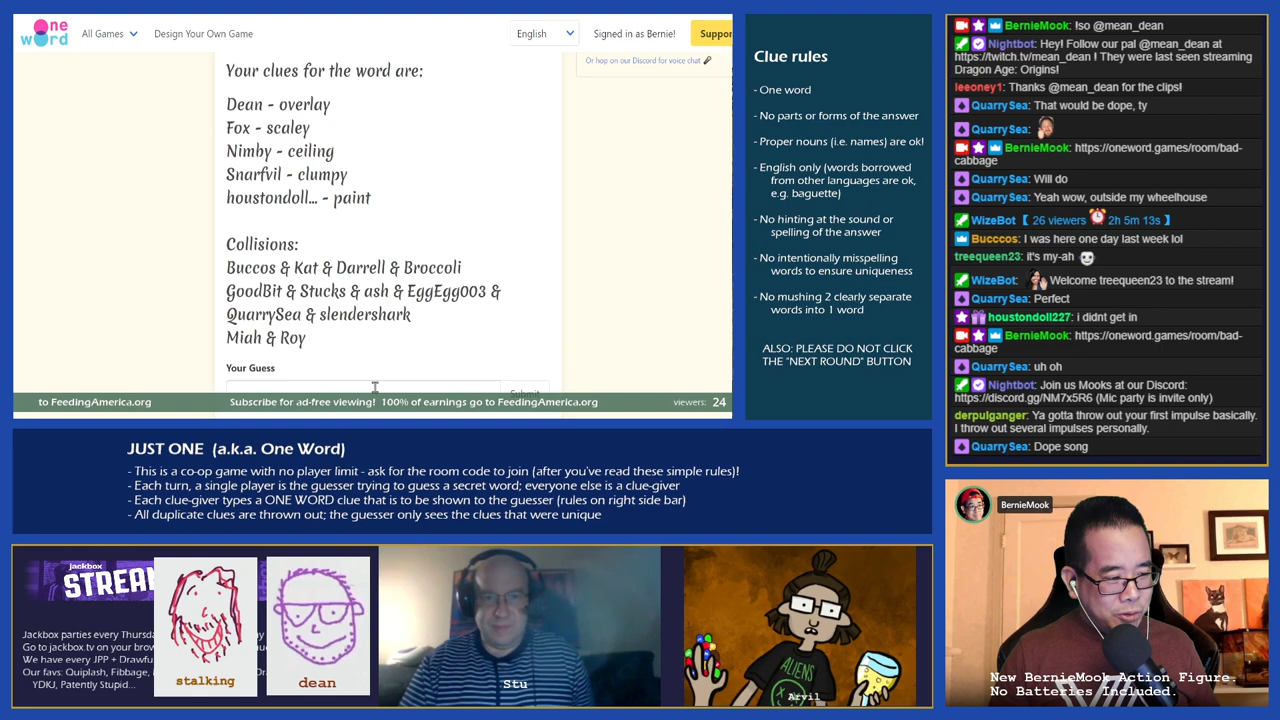 One word
All Games
Design Your Own Game
English
Signed in as Bernie!
Suppor
Or hop on our Discord for voice chat
Your clues for the word are:
Dean - overlay
Fox - scaley
Nimby - ceiling
Snarfvil - clumpy
houstondoll... - paint
Collisions:
Buccos & Kat & Darrell & Broccoli
GoodBit & Stucks & ash & EggEgg003 &
QuarrySea & slendershark
Miah & Roy
Your Guess
Submit
to FeedingAmerica.org
Subscribe for ad-free viewing! 100% of earnings go to FeedingAmerica.org
viewers: 24
Clue rules
- One word
- No parts or forms of the answer
- Proper nouns (i.e. names) are ok!
- English only (words borrowed
from other languages are ok,
e.g. baguette)
- No hinting at the sound or
spelling of the answer
- No intentionally misspelling
words to ensure uniqueness
- No mushing 2 clearly separate
words into 1 word
ALSO: PLEASE DO NOT CLICK
THE "NEXT ROUND" BUTTON
BernieMook: !so @mean_dean
Nightbot: Hey! Follow our pal @mean_dean at
https://twitch.tv/mean_dean ! They were last seen streaming
Dragon Age: Origins!
leeoney1: Thanks @mean_dean for the clips!
QuarrySea: That would be dope, ty
QuarrySea:
BernieMook: https://oneword.games/room/bad-
cabbage
QuarrySea: Will do
QuarrySea: Yeah wow, outside my wheelhouse
WizeBot 【 26 viewers 2h 5m 13s 】
Bucccos: I was here one day last week lol
treequeen23: it's my-ah
WizeBot: Welcome treequeen23 to the stream!
QuarrySea: Perfect
houstondoll227: i didnt get in
BernieMook: https://oneword.games/room/bad-
cabbage
QuarrySea: uh oh
Nightbot: Join us Mooks at our Discord:
https://discord.gg/NM7x5R6 (Mic party is invite only)
derpulganger: Ya gotta throw out your first impulse basically.
I throw out several impulses personally.
QuarrySea: Dope song
JUST ONE (a.k.a. One Word)
- This is a co-op game with no player limit - ask for the room code to join (after you've read these simple rules)!
- Each turn, a single player is the guesser trying to guess a secret word; everyone else is a clue-giver
- Each clue-giver types a ONE WORD clue that is to be shown to the guesser (rules on right side bar)
- All duplicate clues are thrown out; the guesser only sees the clues that were unique
jackbox
STREA
Jackbox parties every Thursda
Go to jackbox.tv on your brow
We have every JPP + Drawfu
Our favs: Quiplash, Fibbage,
YDKJ, Patently Stupid...
stalking
dean
Stu
ALIENS
Arvil
BernieMook
New BernieMook Action Figure.
No Batteries Included.